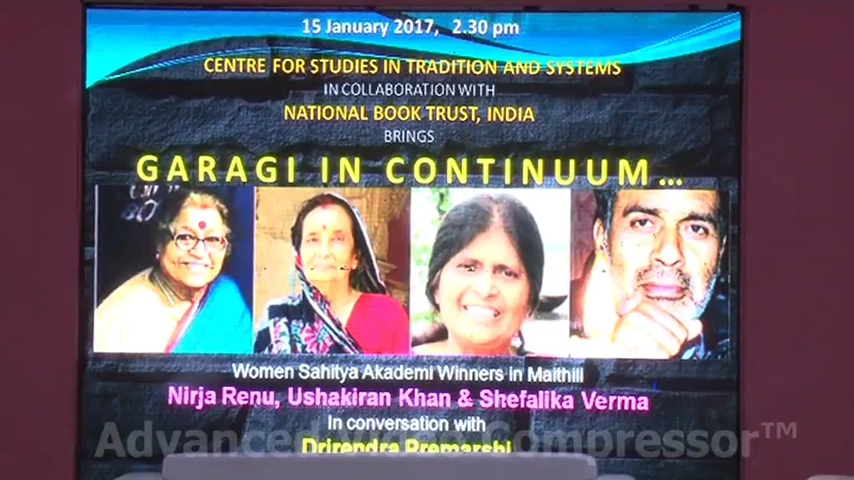 15 January 2017, 2.30 pm
CENTRE FOR STUDIES IN TRADITION AND SYSTEMS
IN COLLABORATION WITH
NATIONAL BOOK TRUST, INDIA
BRINGS
GARAGI IN CONTINUUM...
Women Sahitya Akademi Winners in Maithili
Nirja Renu, Ushakiran Khan & Shefalika Verma
In conversation with
Drirendra Premarshi
Advanced Compressor™